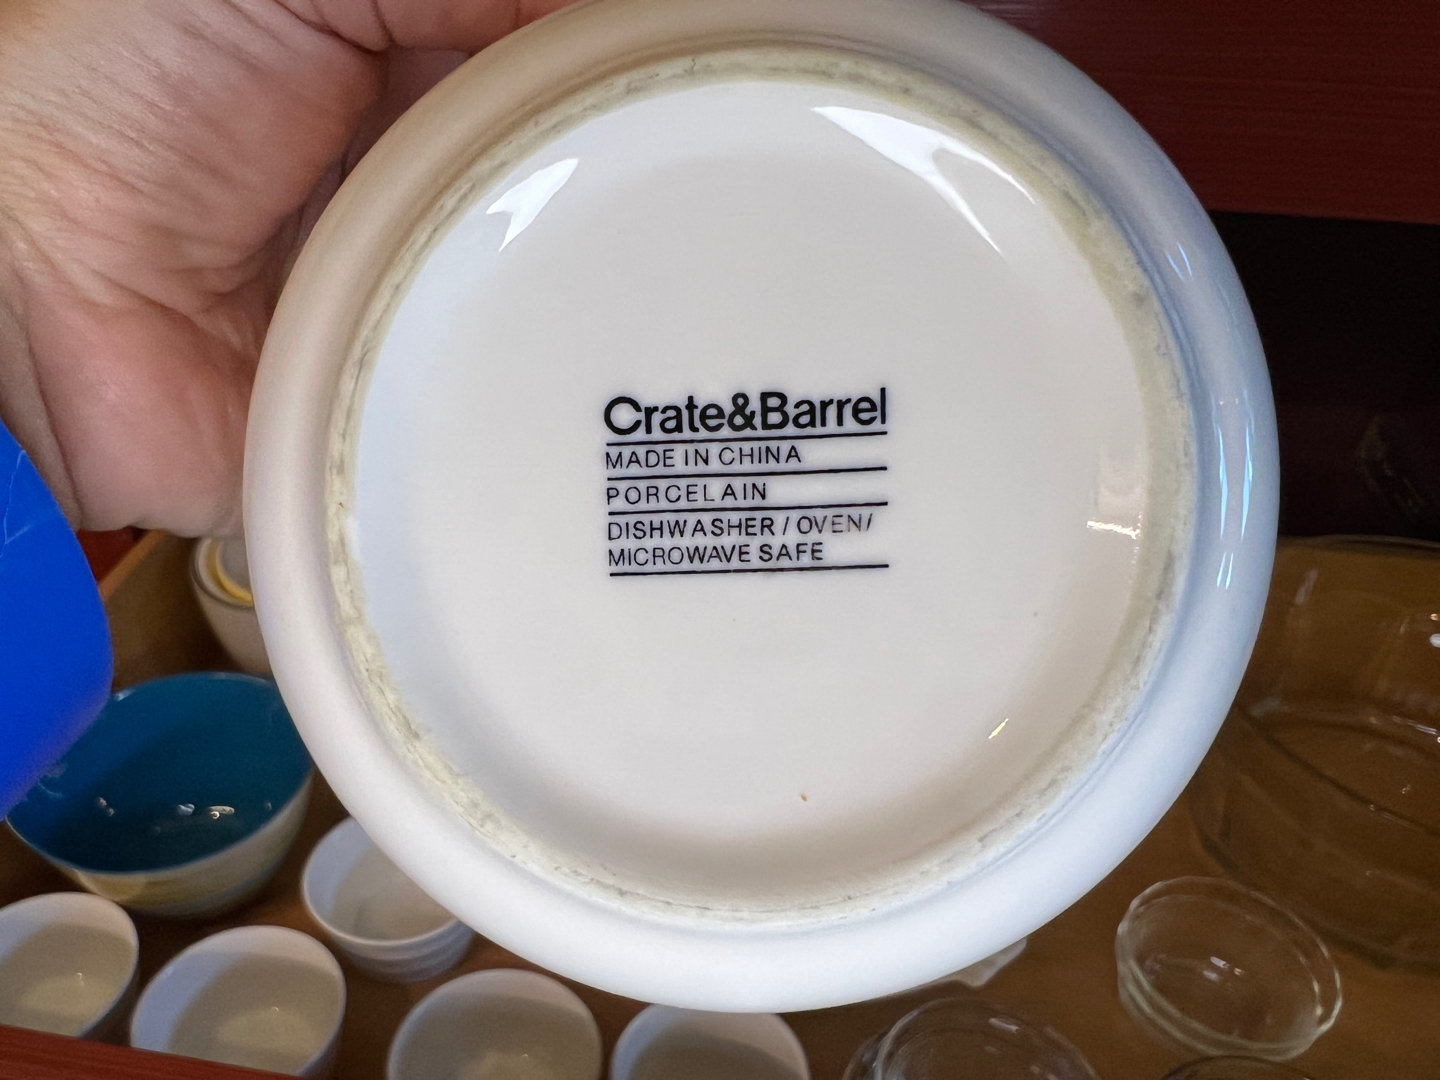 Crate&Barrel
MADE IN CHINA
PORCELAIN
DISHWASHER / OVEN/
MICROWAVE SAFE